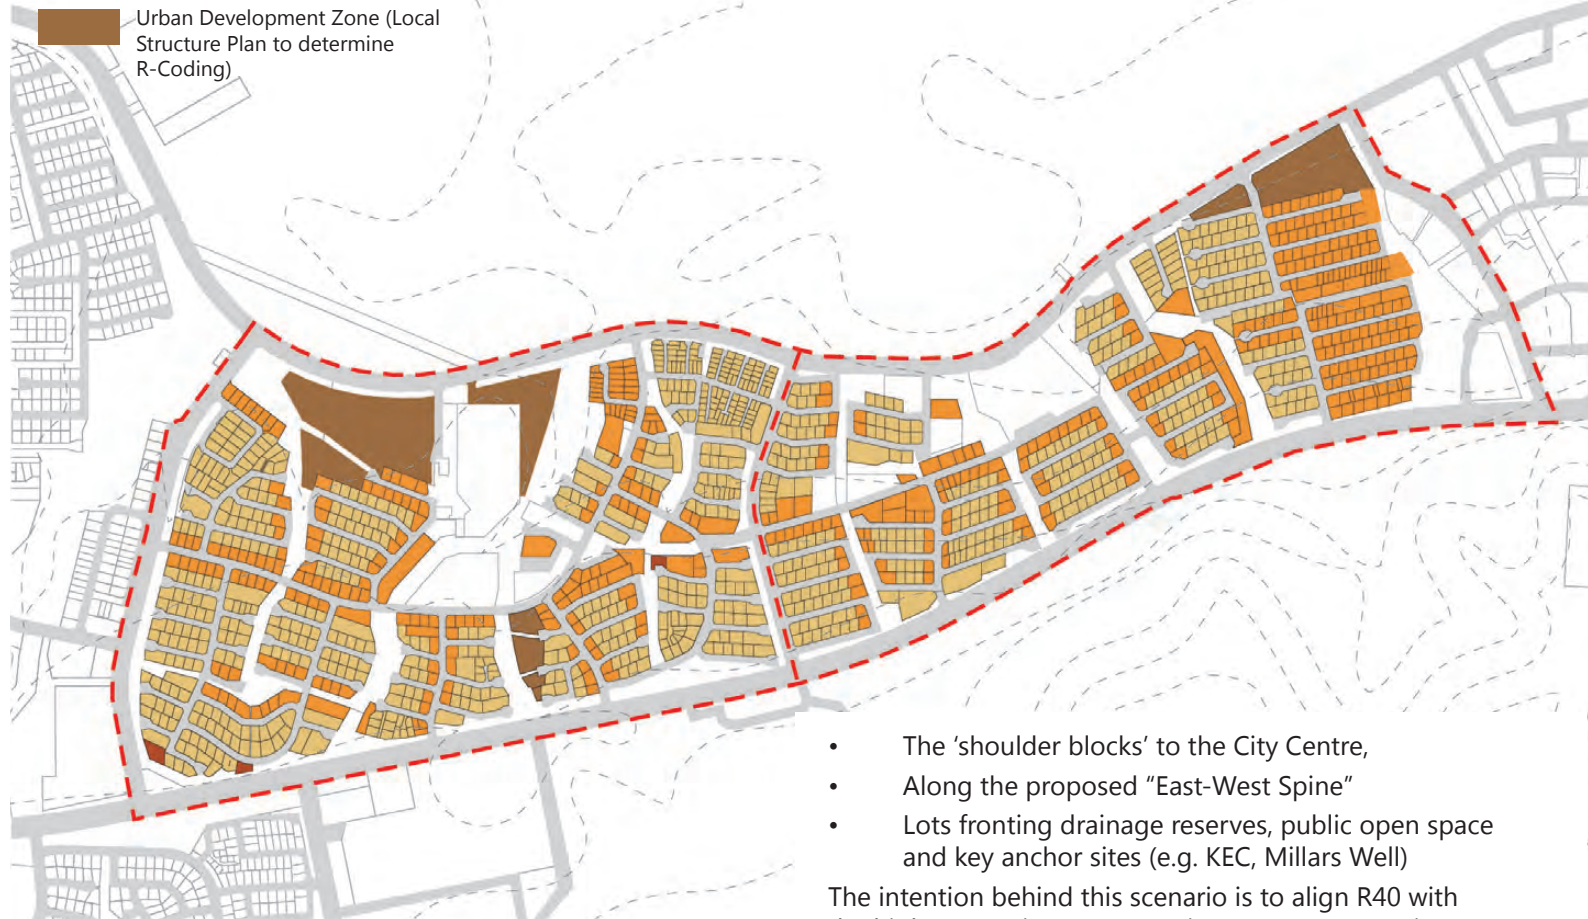 Urban Development Zone (Local
Structure Plan to determine
R-Coding)
• The ‘shoulder blocks’ to the City Centre,
• Along the proposed “East-West Spine”
• Lots fronting drainage reserves, public open space
and key anchor sites (e.g. KEC, Millars Well)
The intention behind this scenario is to align R40 with